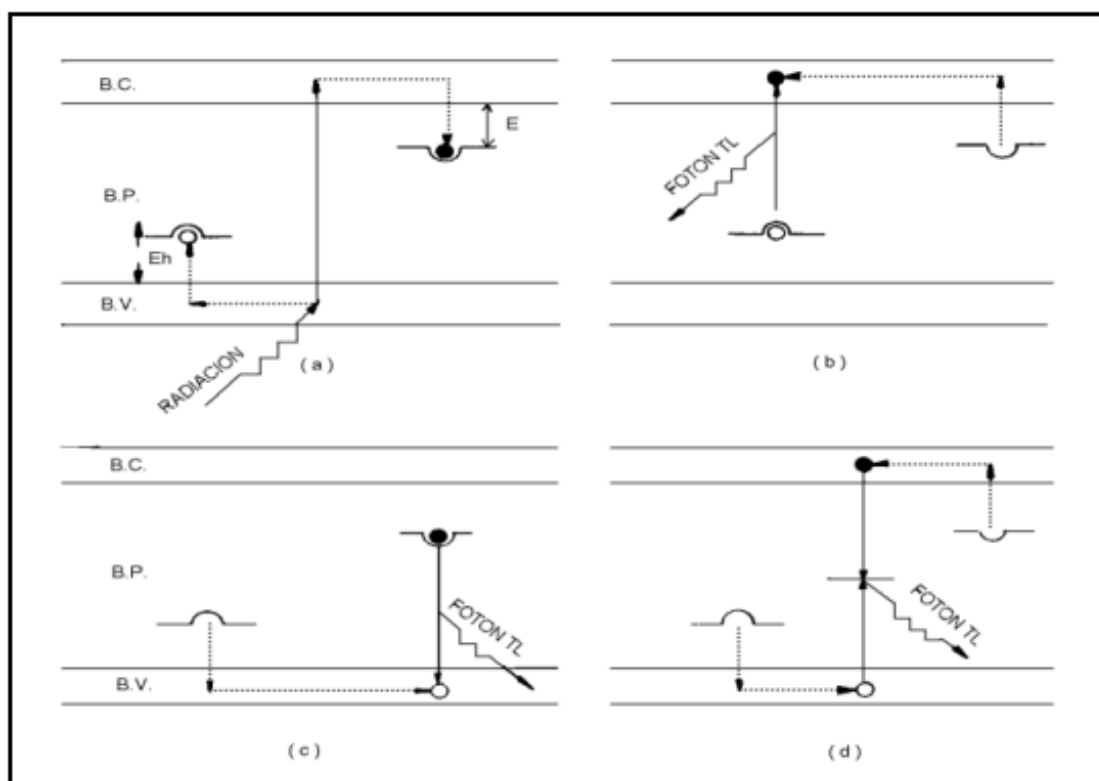 B.C.
E
B.P.
Eh
B.V.
RADIACION
( a )
FOTON TL
( b )
B.C.
B.P.
FOTON TL
B.V.
( c )
FOTON TL
( d )